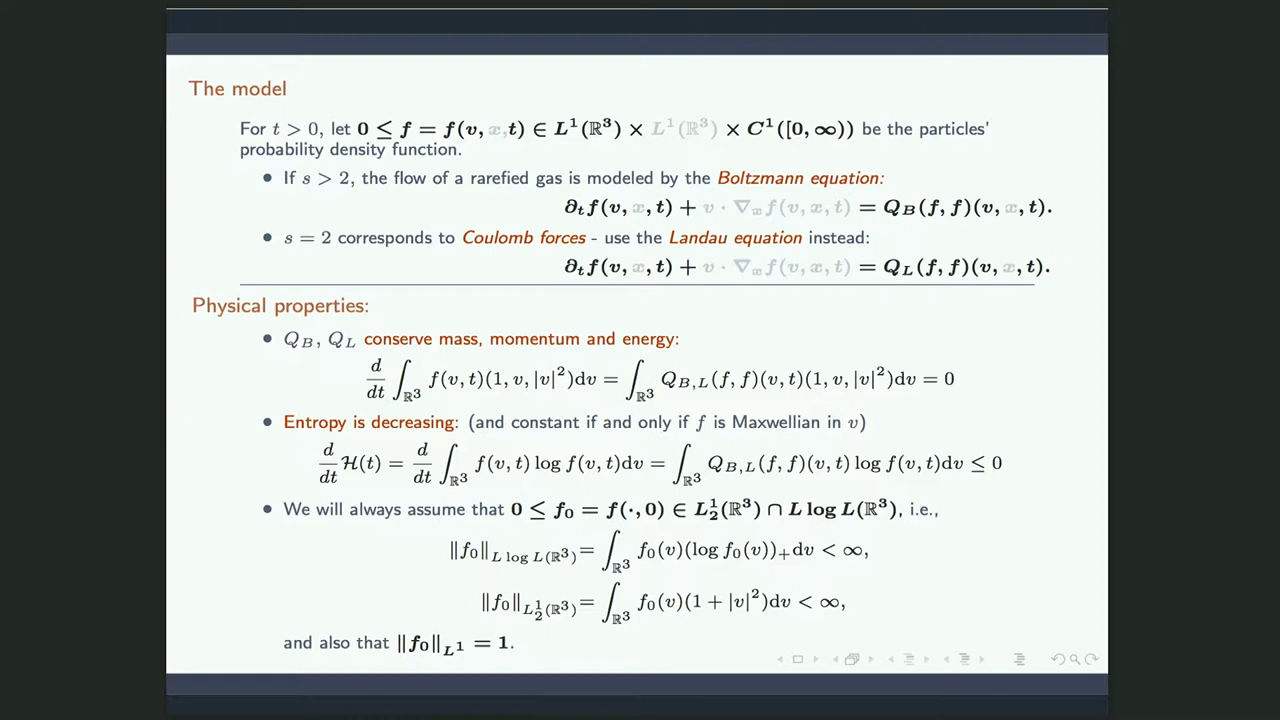 The model
For t > 0, let 0 ≤ f = f(v, x, t) ∈ L¹(ℝ³) × L¹(ℝ³) × C¹([0, ∞)) be the particles'
probability density function.
• If s > 2, the flow of a rarefied gas is modeled by the Boltzmann equation:
∂ₜf(v, x, t) + v · ∇ₓf(v, x, t) = Q_B(f, f)(v, x, t).
• s = 2 corresponds to Coulomb forces - use the Landau equation instead:
∂ₜf(v, x, t) + v · ∇ₓf(v, x, t) = Q_L(f, f)(v, x, t).
Physical properties:
• Q_B, Q_L conserve mass, momentum and energy:
d/dt ∫_ℝ³ f(v, t)(1, v, |v|²)dv = ∫_ℝ³ Q_{B,L}(f, f)(v, t)(1, v, |v|²)dv = 0
• Entropy is decreasing: (and constant if and only if f is Maxwellian in v)
d/dt ℋ(t) = d/dt ∫_ℝ³ f(v, t) log f(v, t)dv = ∫_ℝ³ Q_{B,L}(f, f)(v, t) log f(v, t)dv ≤ 0
• We will always assume that 0 ≤ f₀ = f(·, 0) ∈ L¹₂(ℝ³) ∩ L log L(ℝ³), i.e.,
‖f₀‖_{L log L(ℝ³)} = ∫_ℝ³ f₀(v)(log f₀(v))₊dv < ∞,
‖f₀‖_{L¹₂(ℝ³)} = ∫_ℝ³ f₀(v)(1 + |v|²)dv < ∞,
and also that ‖f₀‖_{L¹} = 1.